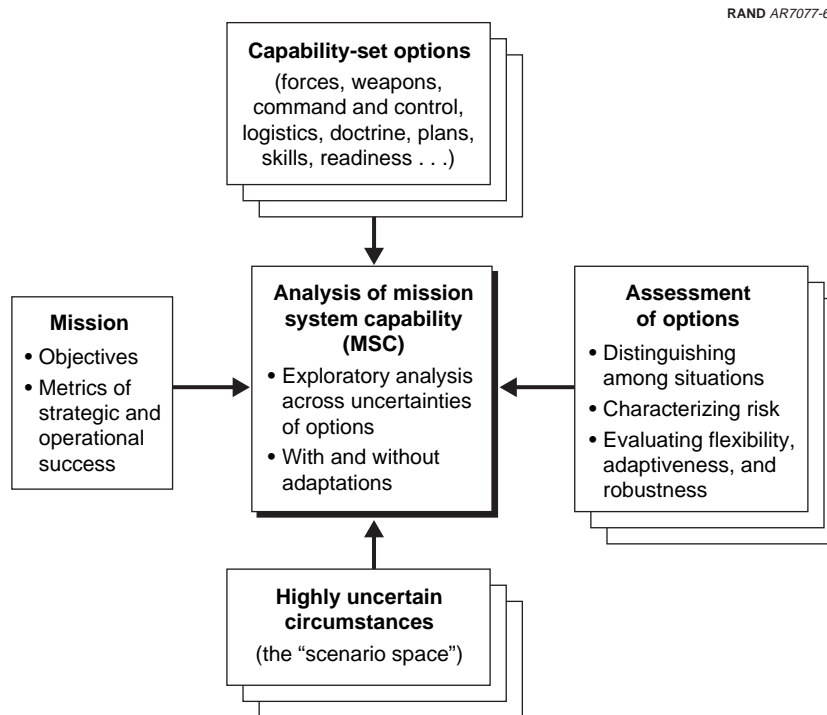 RAND AR7077-6
Capability-set options
(forces, weapons,
command and control,
logistics, doctrine, plans,
skills, readiness . . .)
Mission
• Objectives
• Metrics of
strategic and
operational
success
Analysis of mission
system capability
(MSC)
• Exploratory analysis
across uncertainties
of options
• With and without
adaptations
Assessment
of options
• Distinguishing
among situations
• Characterizing risk
• Evaluating flexibility,
adaptiveness, and
robustness
Highly uncertain
circumstances
(the “scenario space”)